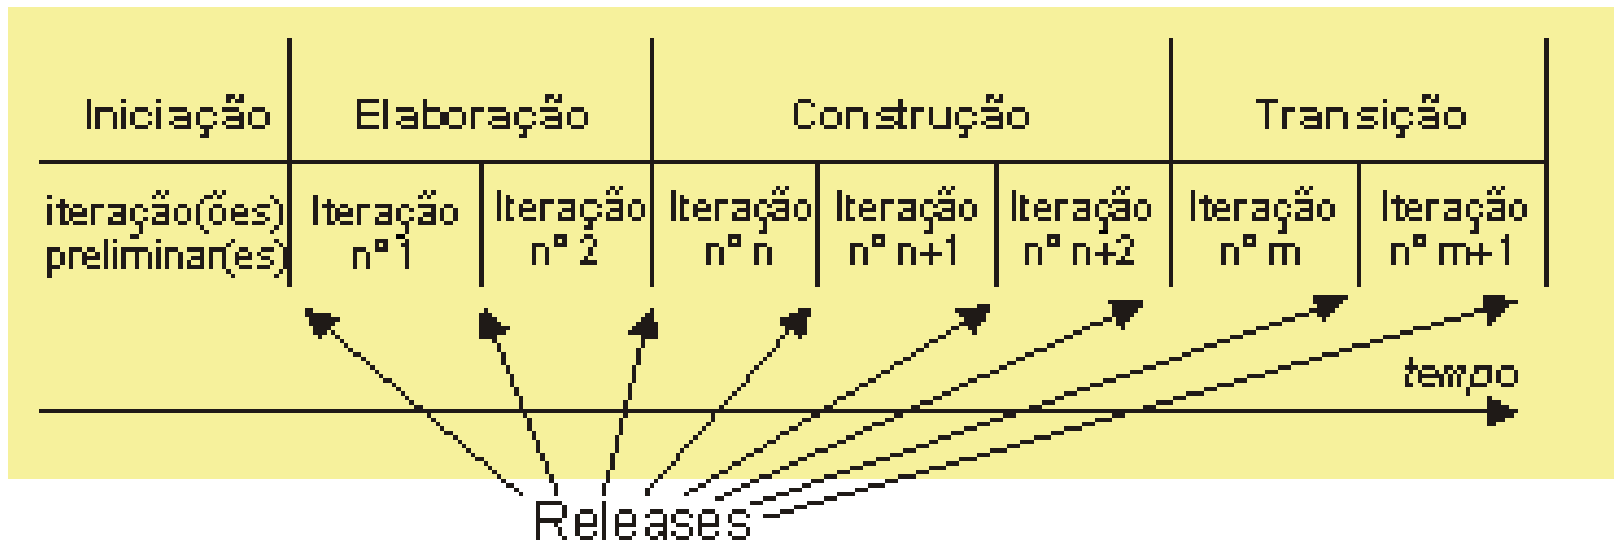 Iniciação Elaboração Construção Transição
iteração(ões) Iteração Iteração Iteração Iteração Iteração Iteração Iteração
preliminar(es) nº 1 nº 2 nº n nº n+1 nº n+2 nº m nº m+1
tempo
Releases